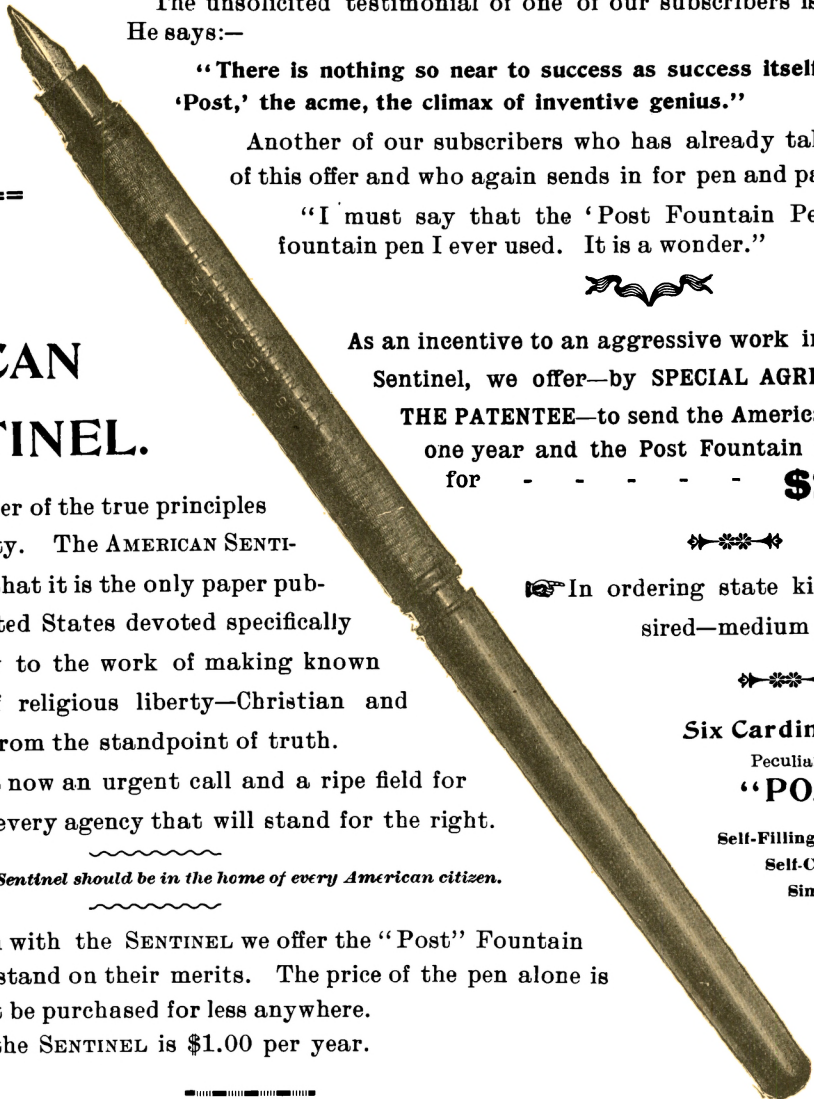 The unsolicited testimonial of one of our subscribers is
He says:—
“There is nothing so near to success as success itself
‘Post,’ the acme, the climax of inventive genius.”
Another of our subscribers who has already tal
of this offer and who again sends in for pen and pa
“I must say that the ‘Post Fountain Pe
fountain pen I ever used. It is a wonder.”
As an incentive to an aggressive work in
Sentinel, we offer—by SPECIAL AGRE
THE PATENTEE—to send the America
one year and the Post Fountain
for - - - - - $
CAN
TINEL.
er of the true principles
ty. The AMERICAN SENTI-
hat it is the only paper pub-
ted States devoted specifically
to the work of making known
religious liberty—Christian and
rom the standpoint of truth.
now an urgent call and a ripe field for
every agency that will stand for the right.
Sentinel should be in the home of every American citizen.
with the SENTINEL we offer the “Post” Fountain
stand on their merits. The price of the pen alone is
be purchased for less anywhere.
the SENTINEL is $1.00 per year.
In ordering state ki
sired—medium
Six Cardin
Peculia
“PO
Self-Filling
Self-C
Sim